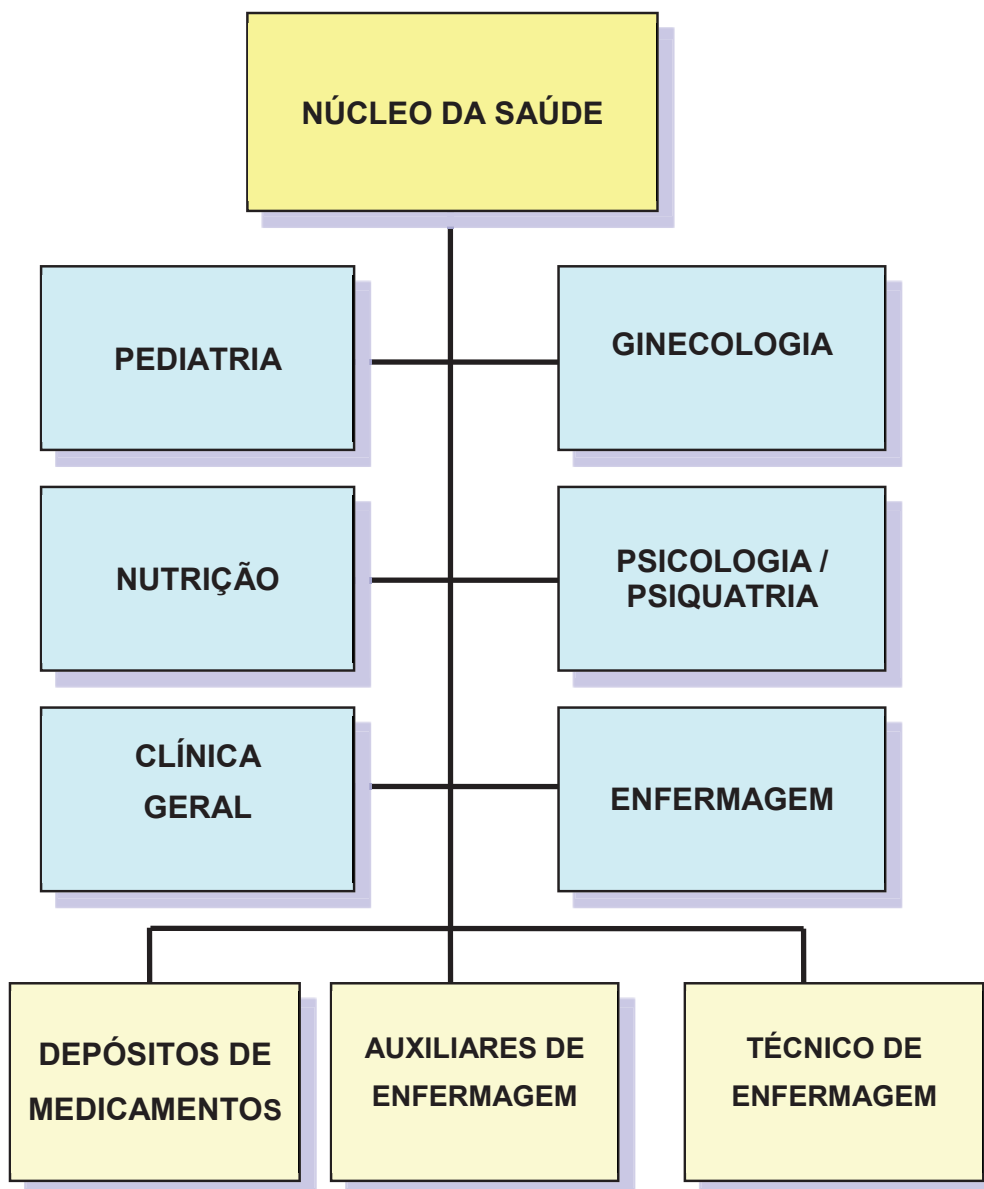 NÚCLEO DA SAÚDE
PEDIATRIA
GINECOLOGIA
NUTRIÇÃO
PSICOLOGIA /
PSIQUATRIA
CLÍNICA
GERAL
ENFERMAGEM
DEPÓSITOS DE
MEDICAMENTOS
AUXILIARES DE
ENFERMAGEM
TÉCNICO DE
ENFERMAGEM